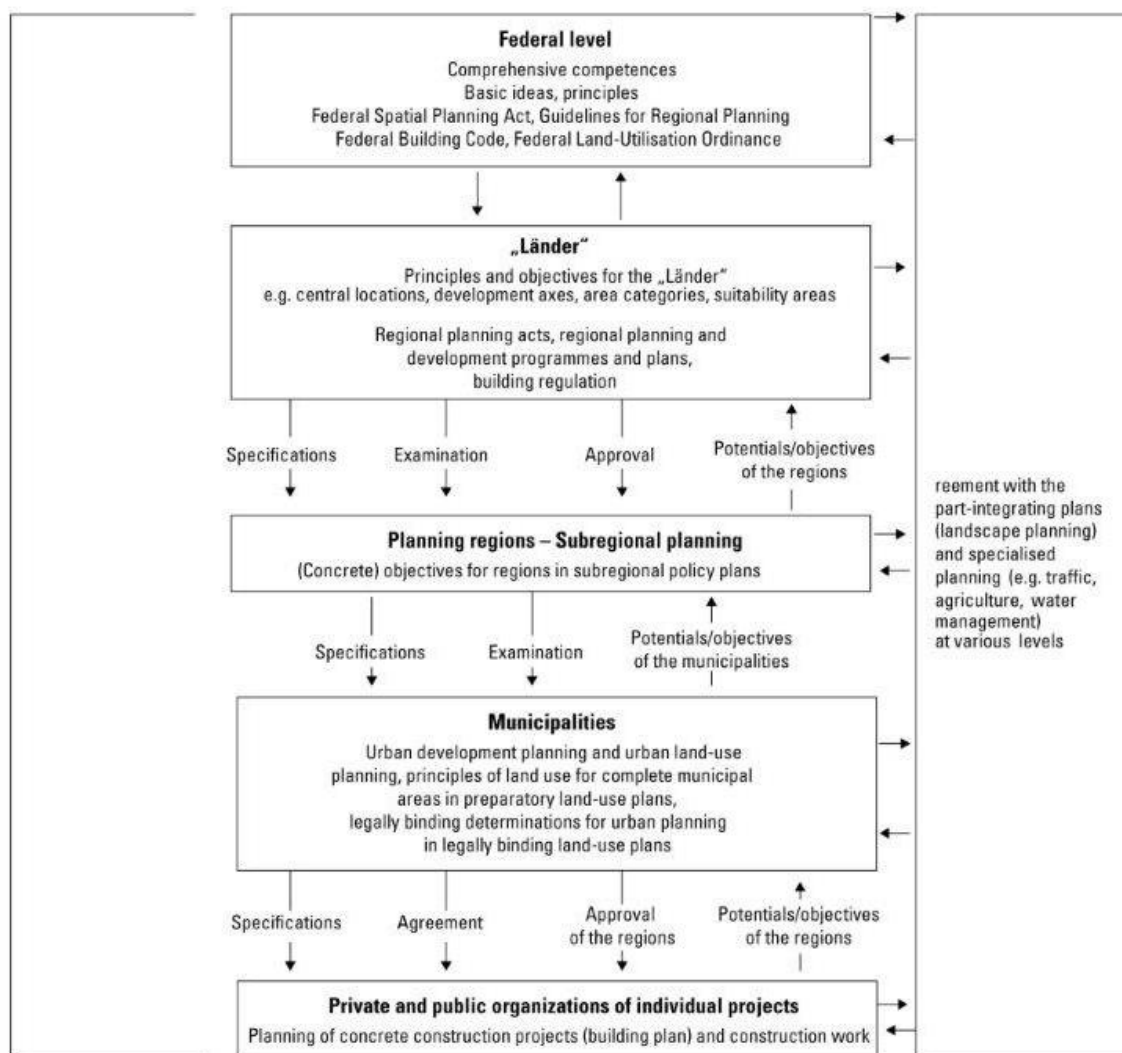 Federal level
Comprehensive competences
Basic ideas, principles
Federal Spatial Planning Act, Guidelines for Regional Planning
Federal Building Code, Federal Land-Utilisation Ordinance
„Länder“
Principles and objectives for the „Länder“
e.g. central locations, development axes, area categories, suitability areas
Regional planning acts, regional planning and
development programmes and plans,
building regulation
Specifications
Examination
Approval
Potentials/objectives
of the regions
Planning regions – Subregional planning
(Concrete) objectives for regions in subregional policy plans
Specifications
Examination
Potentials/objectives
of the municipalities
Municipalities
Urban development planning and urban land-use
planning, principles of land use for complete municipal
areas in preparatory land-use plans,
legally binding determinations for urban planning
in legally binding land-use plans
Specifications
Agreement
Approval
of the regions
Potentials/objectives
of the regions
Private and public organizations of individual projects
Planning of concrete construction projects (building plan) and construction work
reement with the
part-integrating plans
(landscape planning)
and specialised
planning (e.g. traffic,
agriculture, water
management)
at various levels